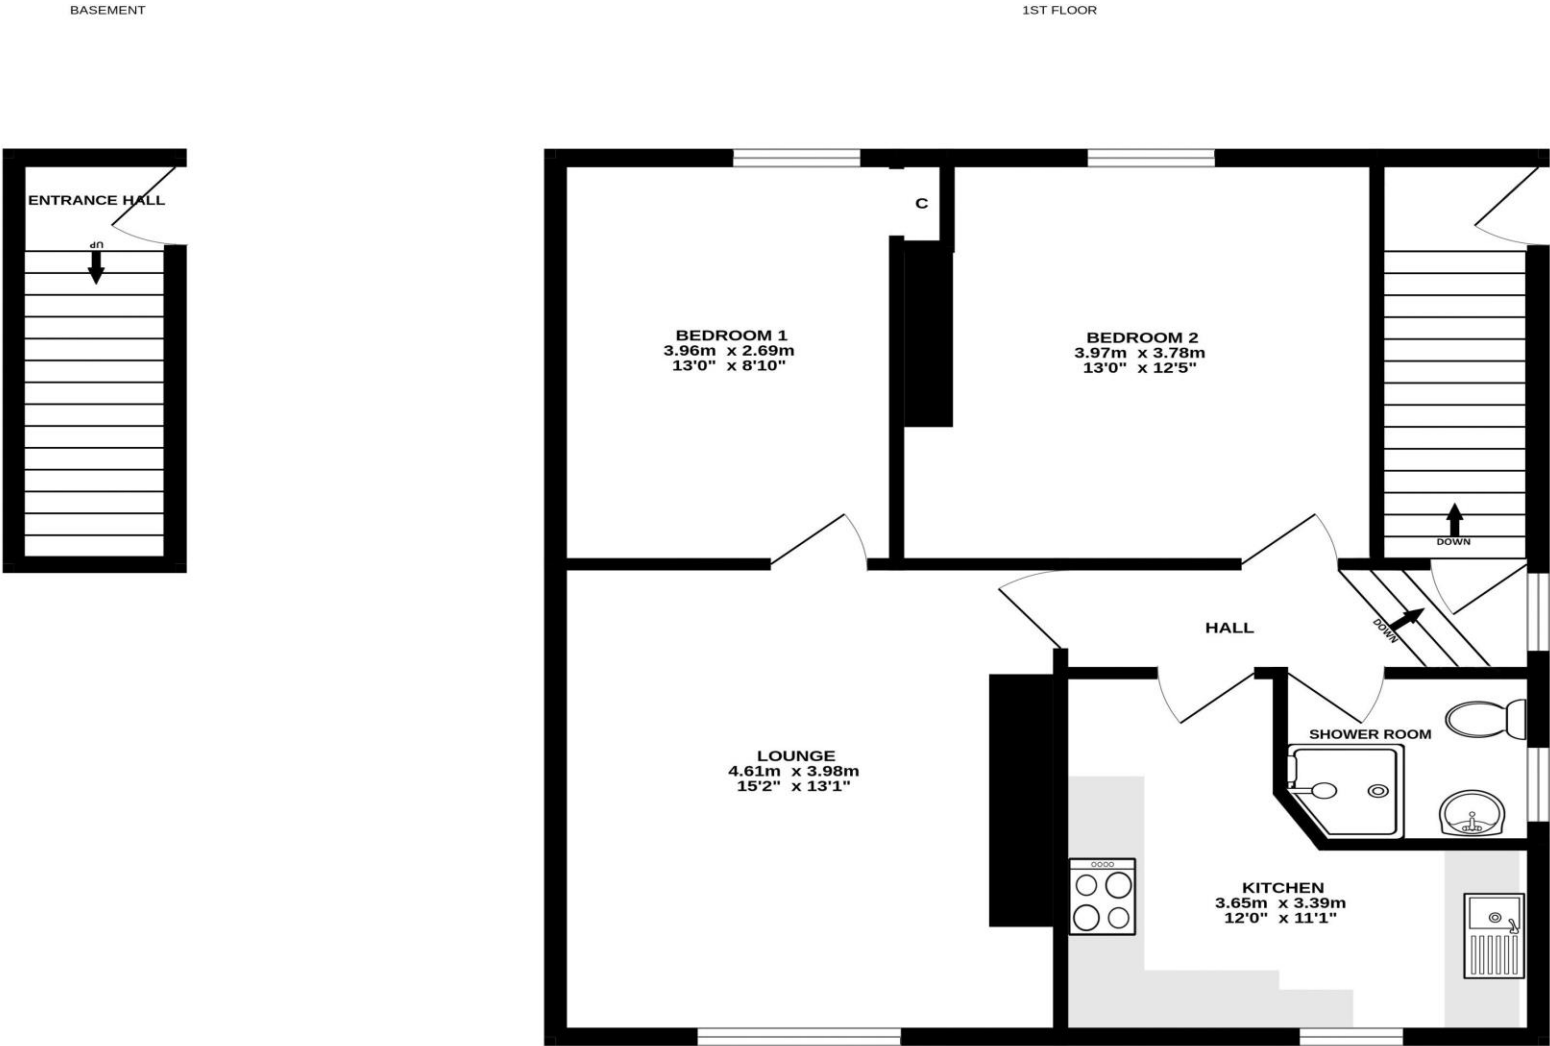 BASEMENT
1ST FLOOR
ENTRANCE HALL
UP
C
BEDROOM 1
3.96m x 2.69m
13'0" x 8'10"
BEDROOM 2
3.97m x 3.78m
13'0" x 12'5"
DOWN
HALL
DOWN
SHOWER ROOM
LOUNGE
4.61m x 3.98m
15'2" x 13'1"
KITCHEN
3.65m x 3.39m
12'0" x 11'1"